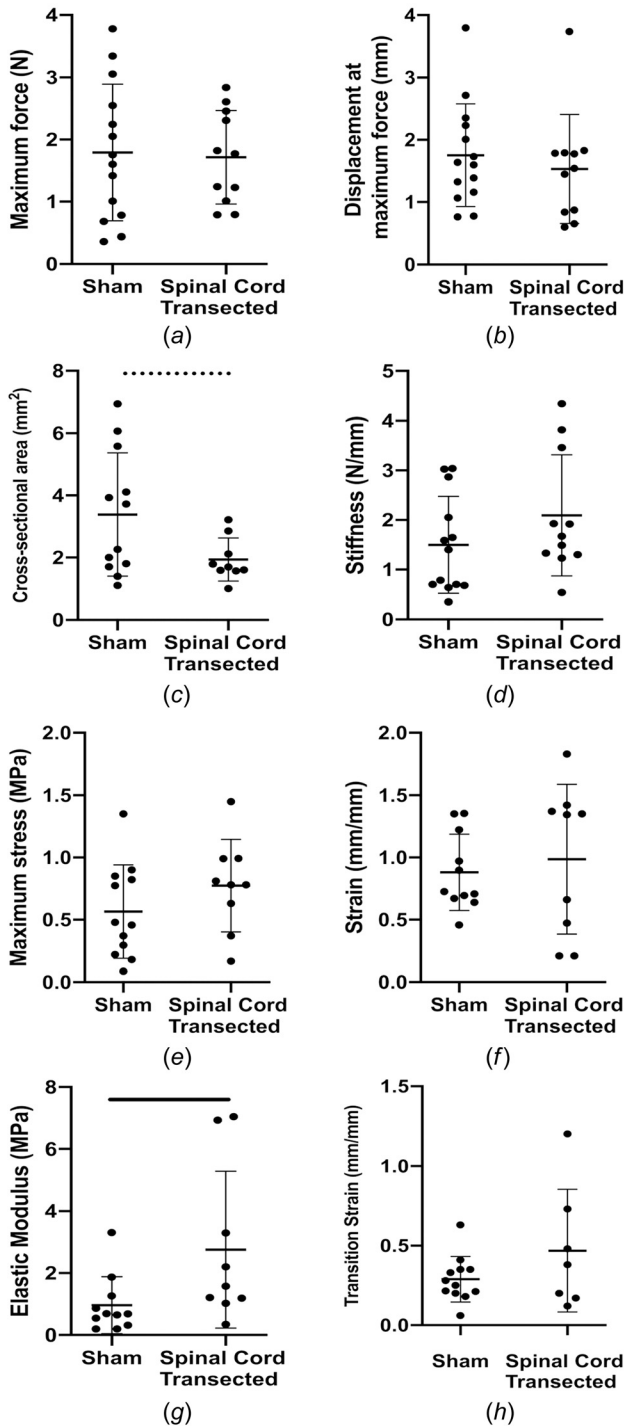 Maximum force (N)
4
3
2
1
0
Sham
Spinal Cord
Transected
(a)
Displacement at
maximum force (mm)
4
3
2
1
0
Sham
Spinal Cord
Transected
(b)
Cross-sectional area (mm²)
8
6
4
2
0
Sham
Spinal Cord
Transected
(c)
Stiffness (N/mm)
5
4
3
2
1
0
Sham
Spinal Cord
Transected
(d)
Maximum stress (MPa)
2.0
1.5
1.0
0.5
0.0
Sham
Spinal Cord
Transected
(e)
Strain (mm/mm)
2.0
1.5
1.0
0.5
0.0
Sham
Spinal Cord
Transected
(f)
Elastic Modulus (MPa)
8
6
4
2
0
Sham
Spinal Cord
Transected
(g)
Transition Strain (mm/mm)
1.5
1.0
0.5
0.0
Sham
Spinal Cord
Transected
(h)